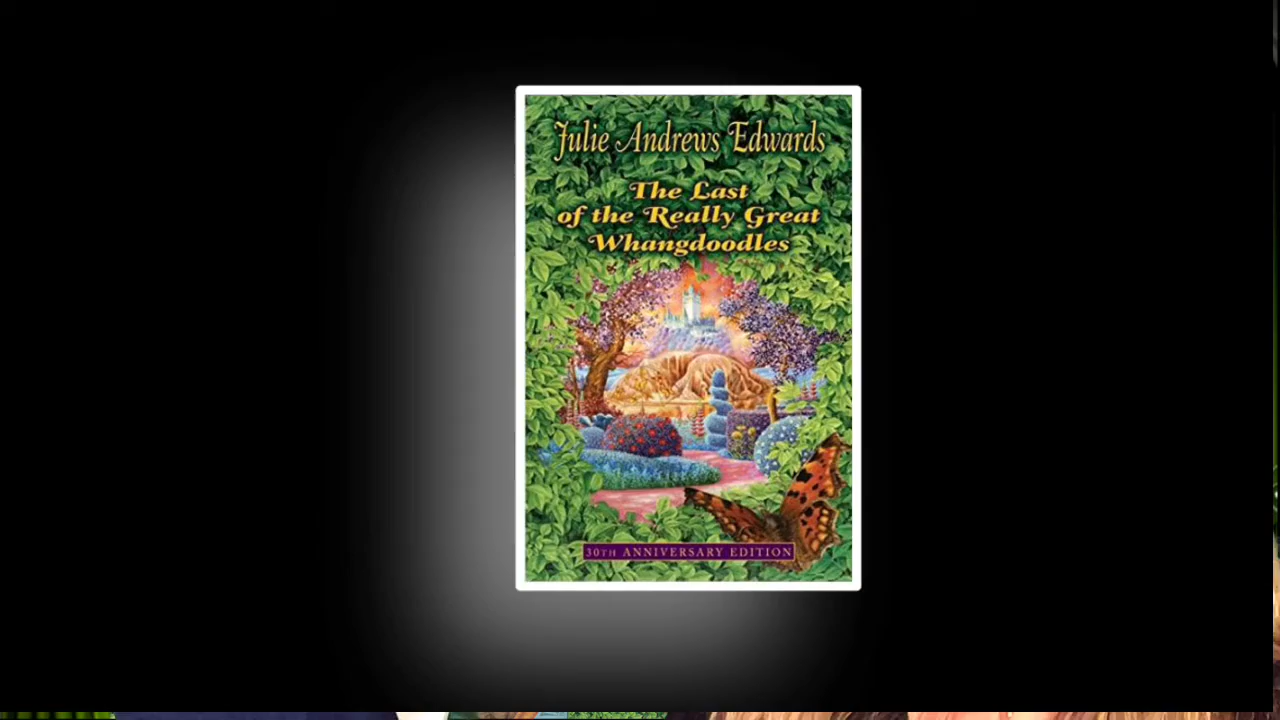 Julie Andrews Edwards
The Last
of the Really Great
Whangdoodles
30TH ANNIVERSARY EDITION